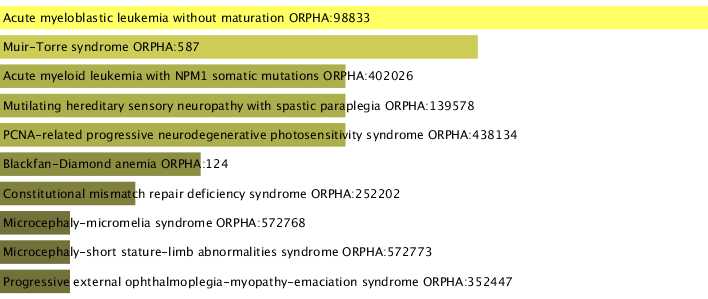 Acute myeloblastic leukemia without maturation ORPHA:98833
Muir-Torre syndrome ORPHA:587
Acute myeloid leukemia with NPM1 somatic mutations ORPHA:402026
Mutilating hereditary sensory neuropathy with spastic paraplegia ORPHA:139578
PCNA-related progressive neurodegenerative photosensitivity syndrome ORPHA:438134
Blackfan-Diamond anemia ORPHA:124
Constitutional mismatch repair deficiency syndrome ORPHA:252202
Microcephaly-micromelia syndrome ORPHA:572768
Microcephaly-short stature-limb abnormalities syndrome ORPHA:572773
Progressive external ophthalmoplegia-myopathy-emaciation syndrome ORPHA:352447